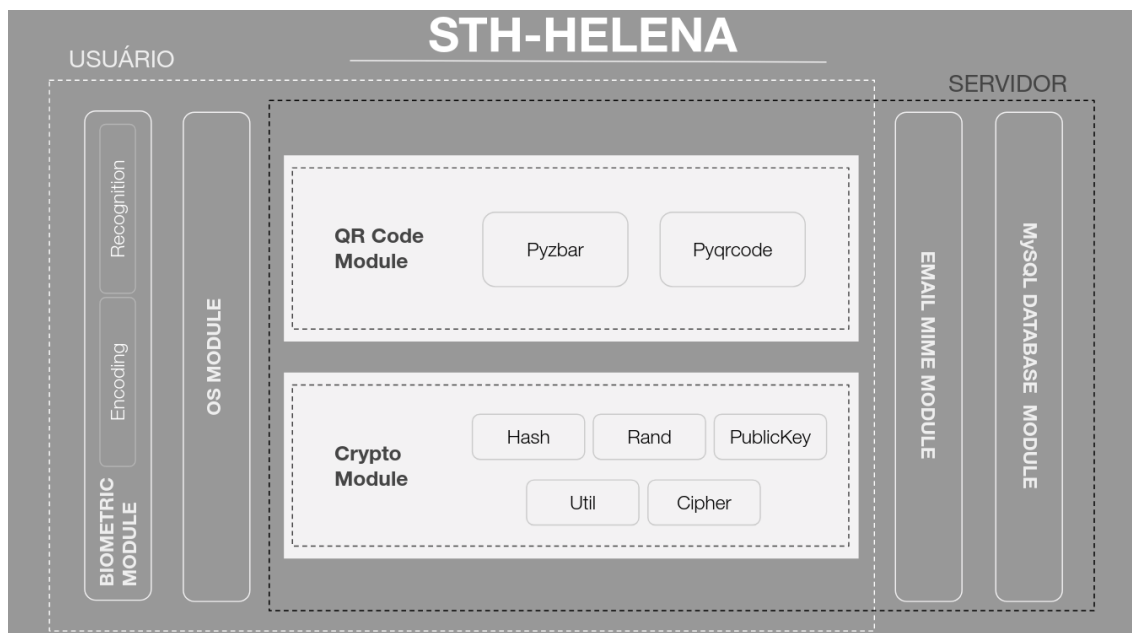 STH-HELENA
USUÁRIO
SERVIDOR
Recognition
Encoding
BIOMETRIC
MODULE
OS MODULE
QR Code
Module
Pyzbar
Pyqrcode
Crypto
Module
Hash
Rand
PublicKey
Util
Cipher
EMAIL MIME MODULE
MySQL DATABASE MODULE